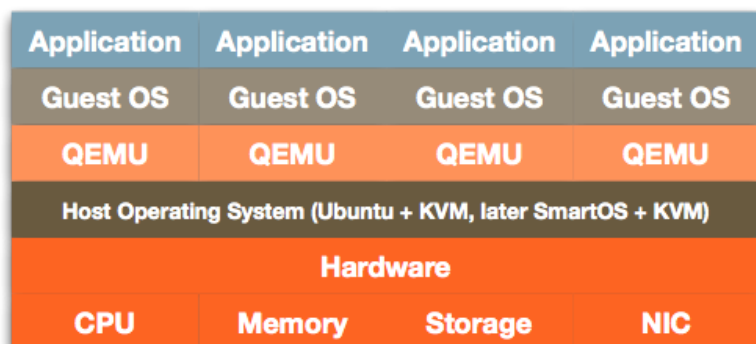 Application Application Application Application
Guest OS Guest OS Guest OS Guest OS
QEMU QEMU QEMU QEMU
Host Operating System (Ubuntu + KVM, later SmartOS + KVM)
Hardware
CPU Memory Storage NIC